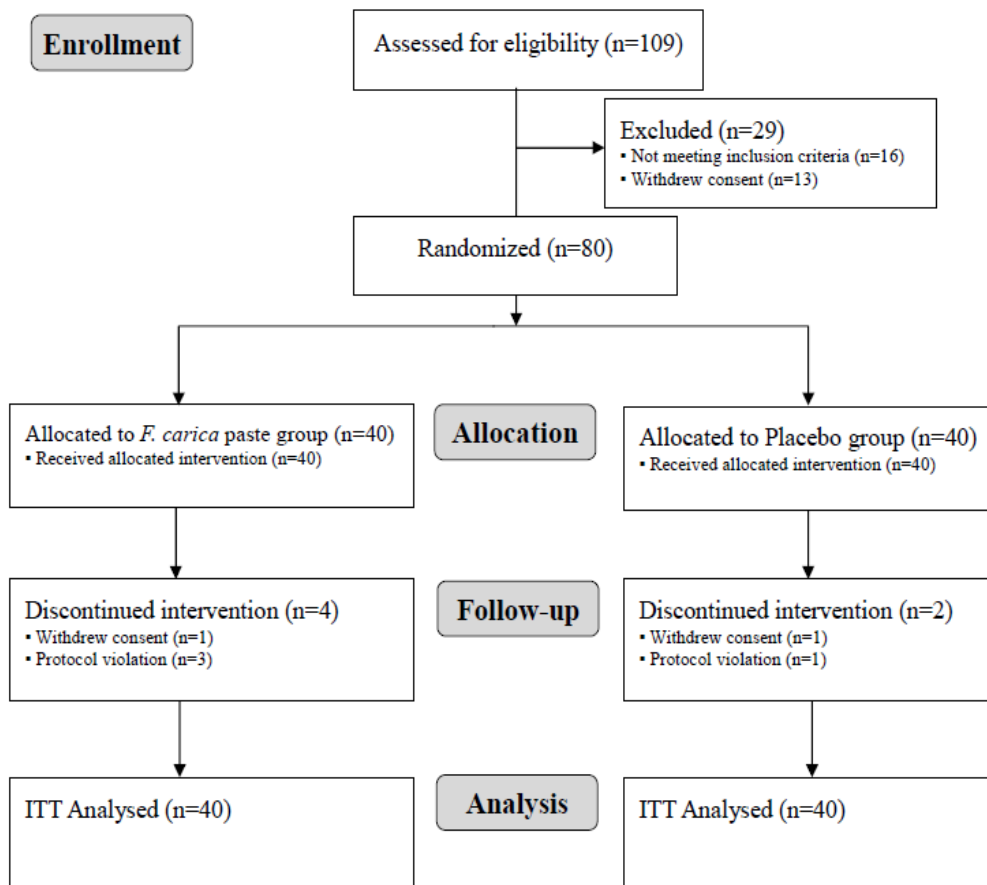 Enrollment
Assessed for eligibility (n=109)
Excluded (n=29)
▪ Not meeting inclusion criteria (n=16)
▪ Withdrew consent (n=13)
Randomized (n=80)
Allocated to F. carica paste group (n=40)
▪ Received allocated intervention (n=40)
Allocation
Allocated to Placebo group (n=40)
▪ Received allocated intervention (n=40)
Discontinued intervention (n=4)
▪ Withdrew consent (n=1)
▪ Protocol violation (n=3)
Follow-up
Discontinued intervention (n=2)
▪ Withdrew consent (n=1)
▪ Protocol violation (n=1)
ITT Analysed (n=40)
Analysis
ITT Analysed (n=40)